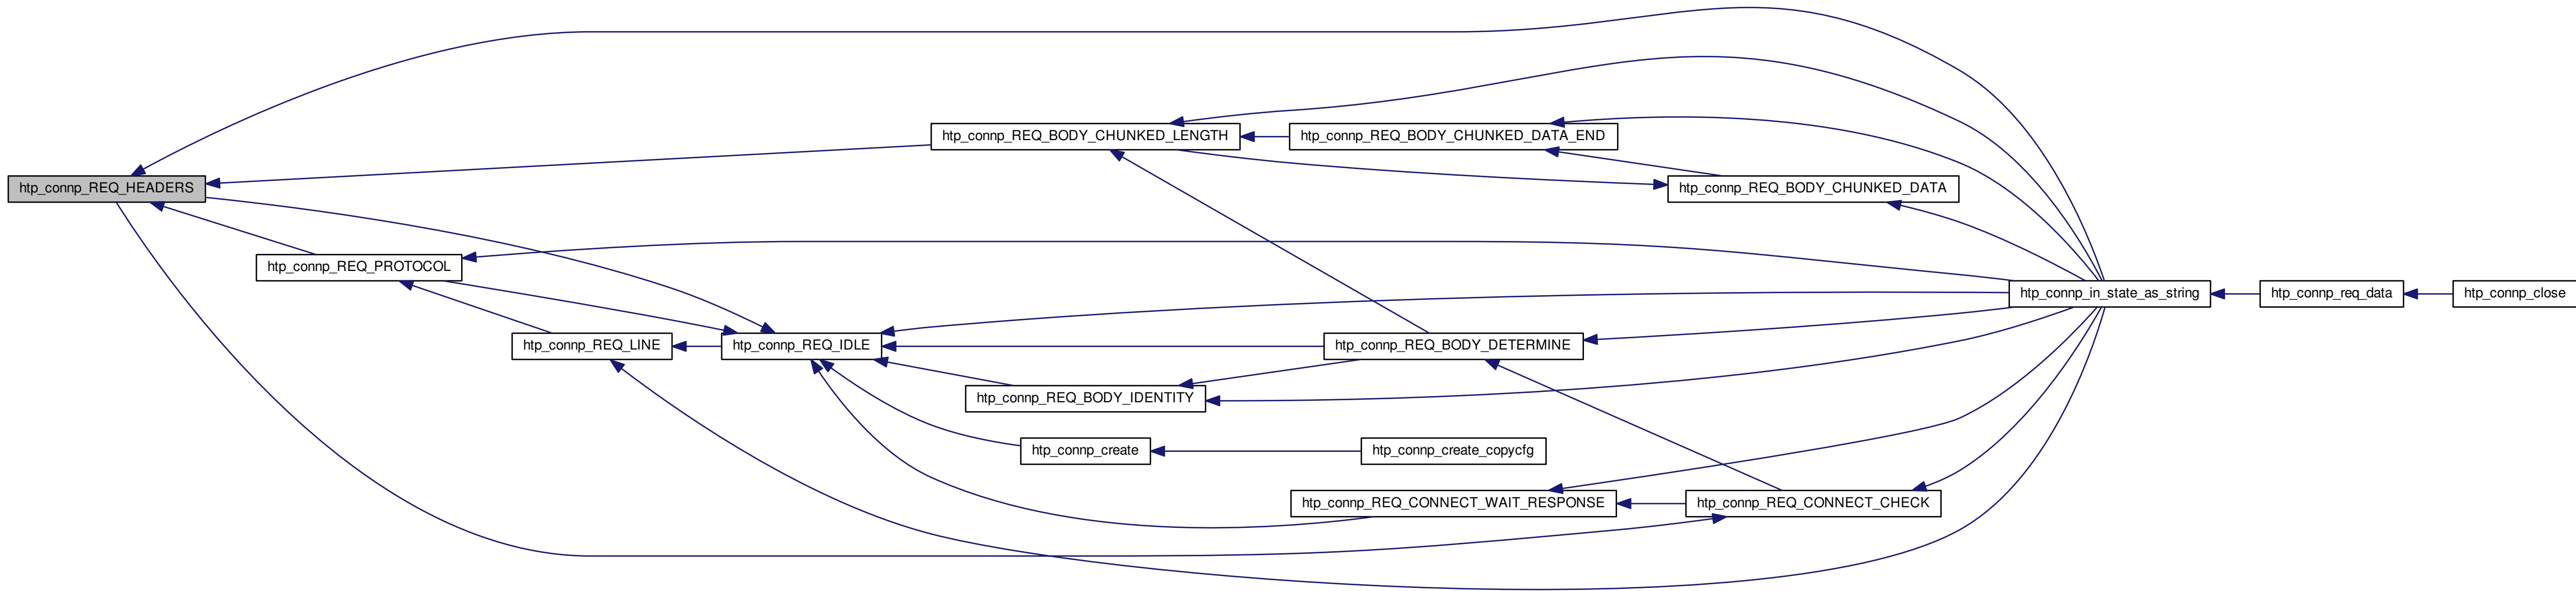 htp_connp_REQ_BODY_CHUNKED_LENGTH
htp_connp_REQ_BODY_CHUNKED_DATA_END
htp_connp_REQ_HEADERS
htp_connp_REQ_BODY_CHUNKED_DATA
htp_connp_REQ_PROTOCOL
htp_connp_in_state_as_string
htp_connp_req_data
htp_connp_close
htp_connp_REQ_LINE
htp_connp_REQ_IDLE
htp_connp_REQ_BODY_DETERMINE
htp_connp_REQ_BODY_IDENTITY
htp_connp_create
htp_connp_create_copycfg
htp_connp_REQ_CONNECT_WAIT_RESPONSE
htp_connp_REQ_CONNECT_CHECK